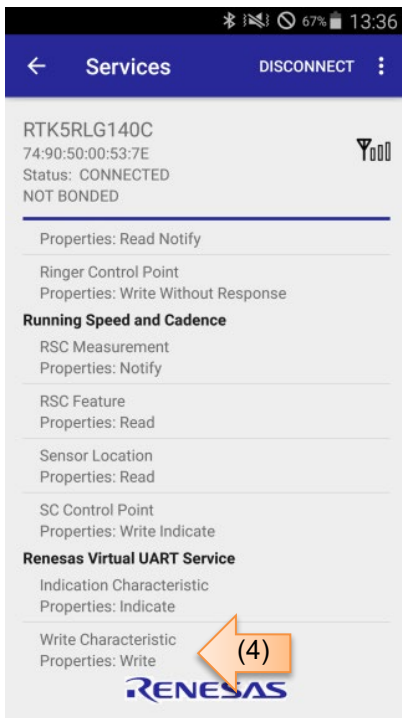 67% 13:36
Services DISCONNECT
RTK5RLG140C
74:90:50:00:53:7E
Status: CONNECTED
NOT BONDED
Properties: Read Notify
Ringer Control Point
Properties: Write Without Response
Running Speed and Cadence
RSC Measurement
Properties: Notify
RSC Feature
Properties: Read
Sensor Location
Properties: Read
SC Control Point
Properties: Write Indicate
Renesas Virtual UART Service
Indication Characteristic
Properties: Indicate
Write Characteristic
Properties: Write
(4)
RENESAS